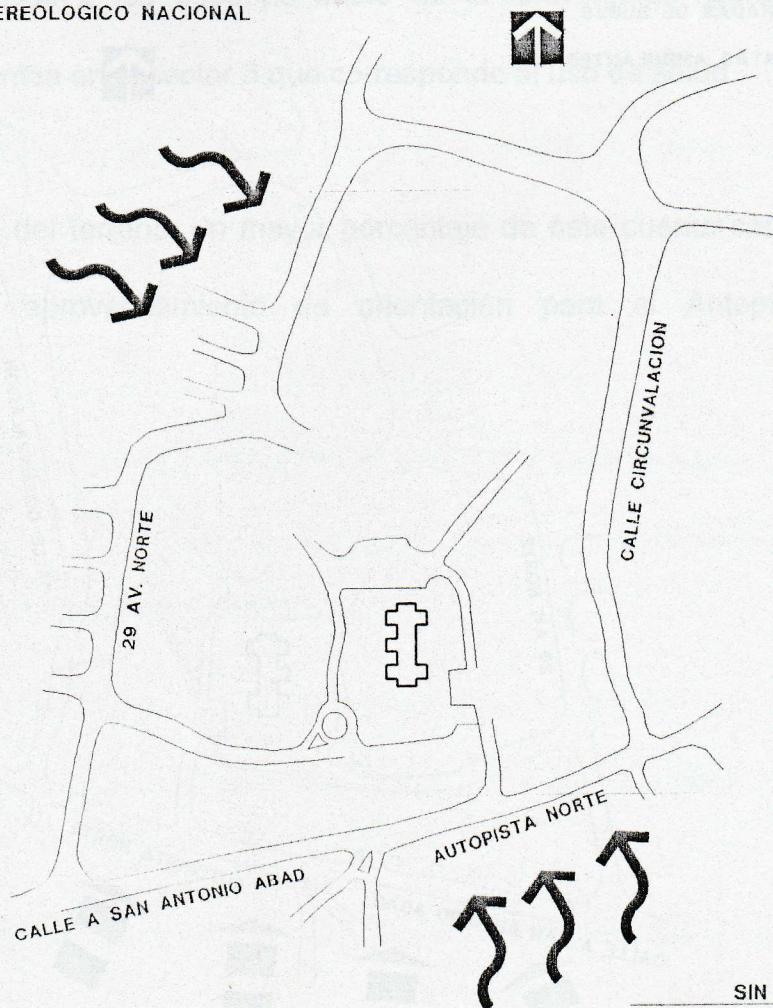 EREOLOGICO NACIONAL
CALLE CIRCUNVALACION
29 AV. NORTE
AUTOPISTA NORTE
CALLE A SAN ANTONIO ABAD
SIN